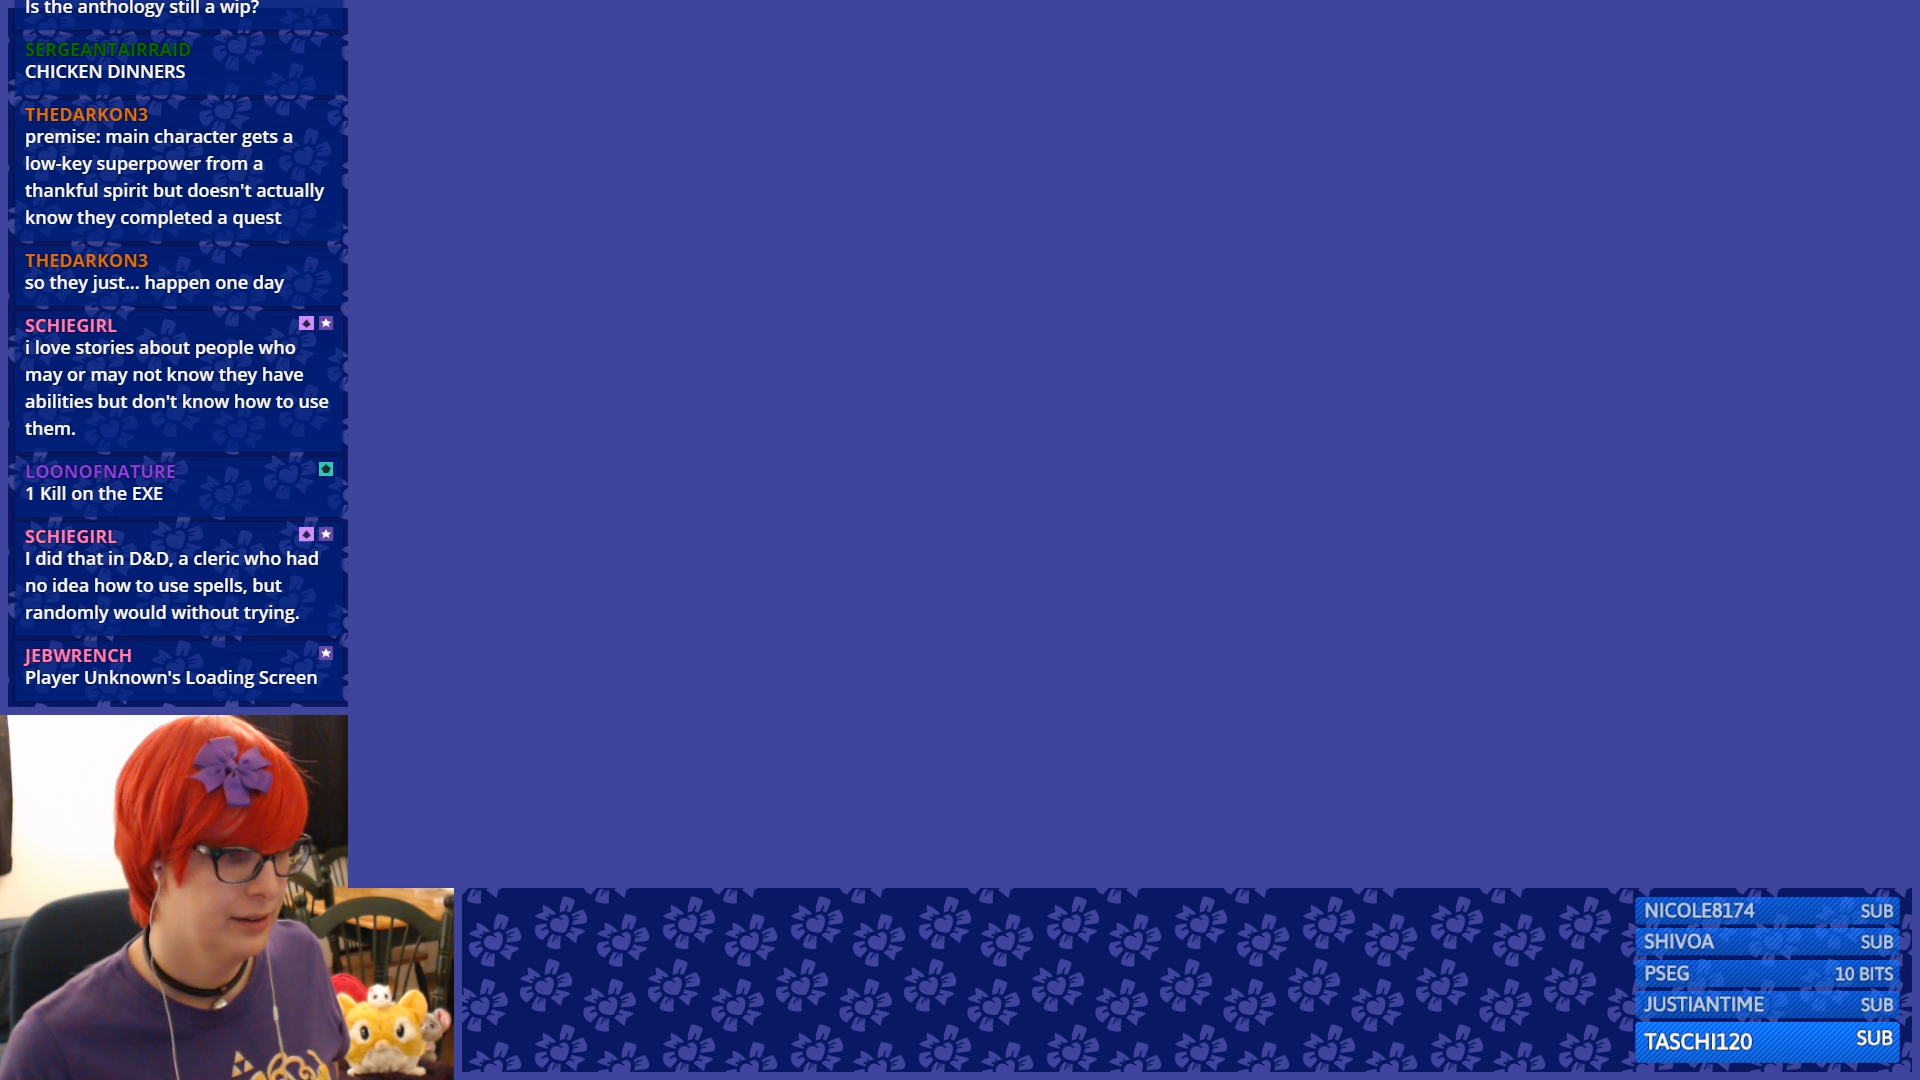 Is the anthology still a wip?
SERGEANTAIRRAID
CHICKEN DINNERS
THEDARKON3
premise: main character gets a
low-key superpower from a
thankful spirit but doesn't actually
know they completed a quest
THEDARKON3
so they just... happen one day
SCHIEGIRL
i love stories about people who
may or may not know they have
abilities but don't know how to use
them.
LOONOFNATURE
1 Kill on the EXE
SCHIEGIRL
I did that in D&D, a cleric who had
no idea how to use spells, but
randomly would without trying.
JEBWRENCH
Player Unknown's Loading Screen
NICOLE8174 SUB
SHIVOA SUB
PSEG 10 BITS
JUSTIANTIME SUB
TASCHI120 SUB